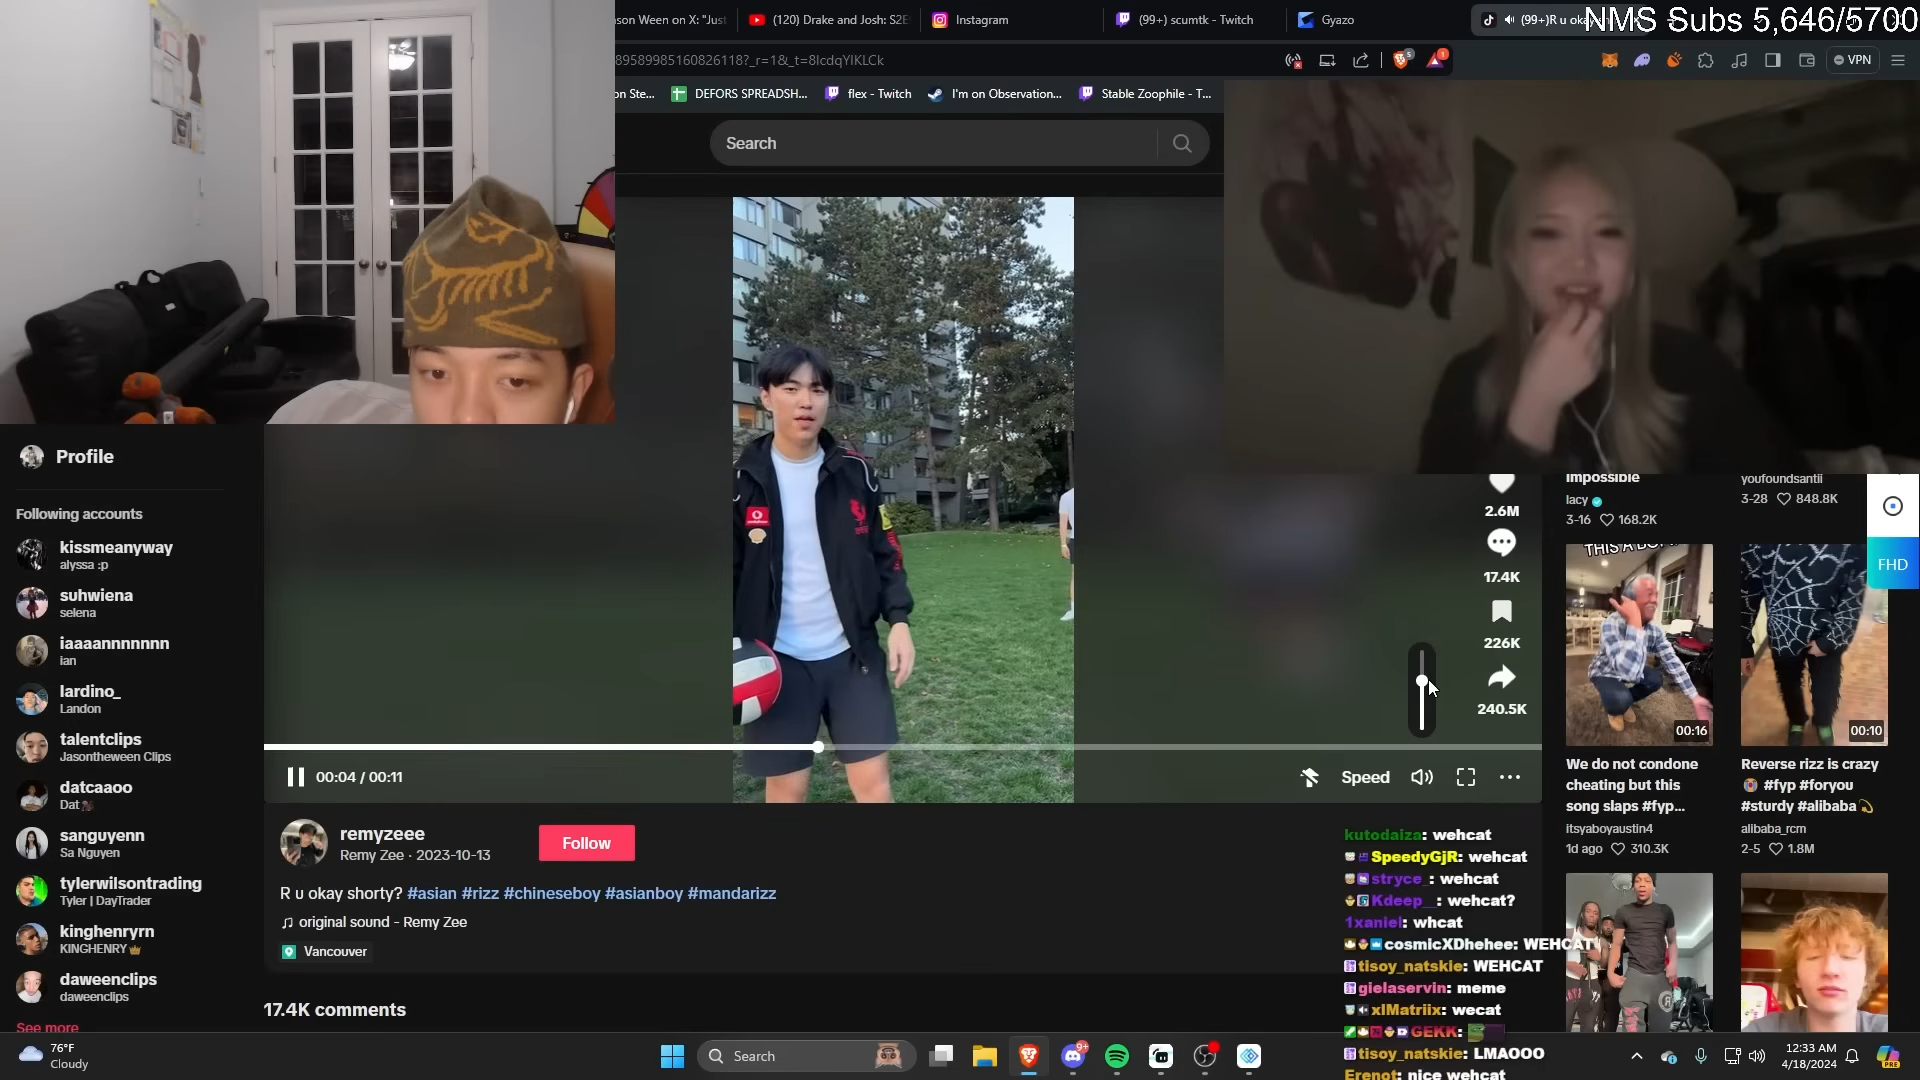 son Ween on X: "Just
(120) Drake and Josh: S2E
Instagram
(99+) scumtk - Twitch
Gyazo
(99+)R u oka
NMS Subs 5,646/5700
8958998516082611 8?_r=1&_t=8lcdqYlKLCk
VPN
on Ste...
DEFORS SPREADSH...
flex - Twitch
I'm on Observation...
Stable Zoophile - T...
Search
Profile
Following accounts
kissmeanyway
alyssa :p
suhwiena
selena
iaaaannnnnnn
Ian
lardino_
Landon
talentclips
Jasontheween Clips
datcaaoo
Dat
sanguyenn
Sa Nguyen
tylerwilsontrading
Tyler | DayTrader
kinghenryrn
KINGHENRY
daweenclips
daweenclips
See more
2.6M
17.4K
226K
240.5K
00:04 / 00:11
Speed
remyzeee
Remy Zee · 2023-10-13
Follow
R u okay shorty? #asian #rizz #chineseboy #asianboy #mandarizz
original sound - Remy Zee
Vancouver
17.4K comments
impossible
lacy
3-16 168.2K
youfoundsantii
3-28 848.8K
FHD
00:16
We do not condone
cheating but this
song slaps #fyp...
itsyaboyaustin4
1d ago 310.3K
00:10
Reverse rizz is crazy
#fyp #foryou
#sturdy #alibaba
alibaba_rcm
2-5 1.8M
kutodaiza: wehcat
SpeedyGjR: wehcat
stryce_: wehcat
Kdeep__: wehcat?
1xaniel: whcat
cosmicXDhehee: WEHCAT
tisoy_natskie: WEHCAT
gielaservin: meme
xlMatriix: wecat
GEKK:
tisoy_natskie: LMAOOO
Erenot: nice wehcat
76°F
Cloudy
Search
9+
12:33 AM
4/18/2024